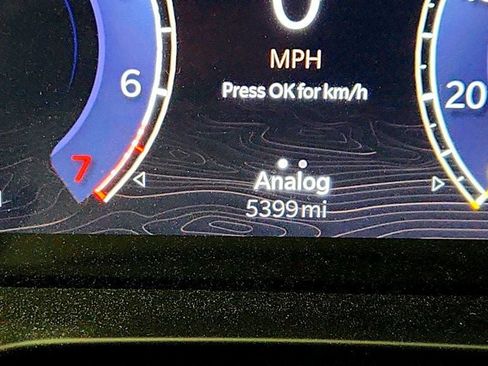 0
MPH
6
Press OK for km/h
20
7
Analog
5399 mi